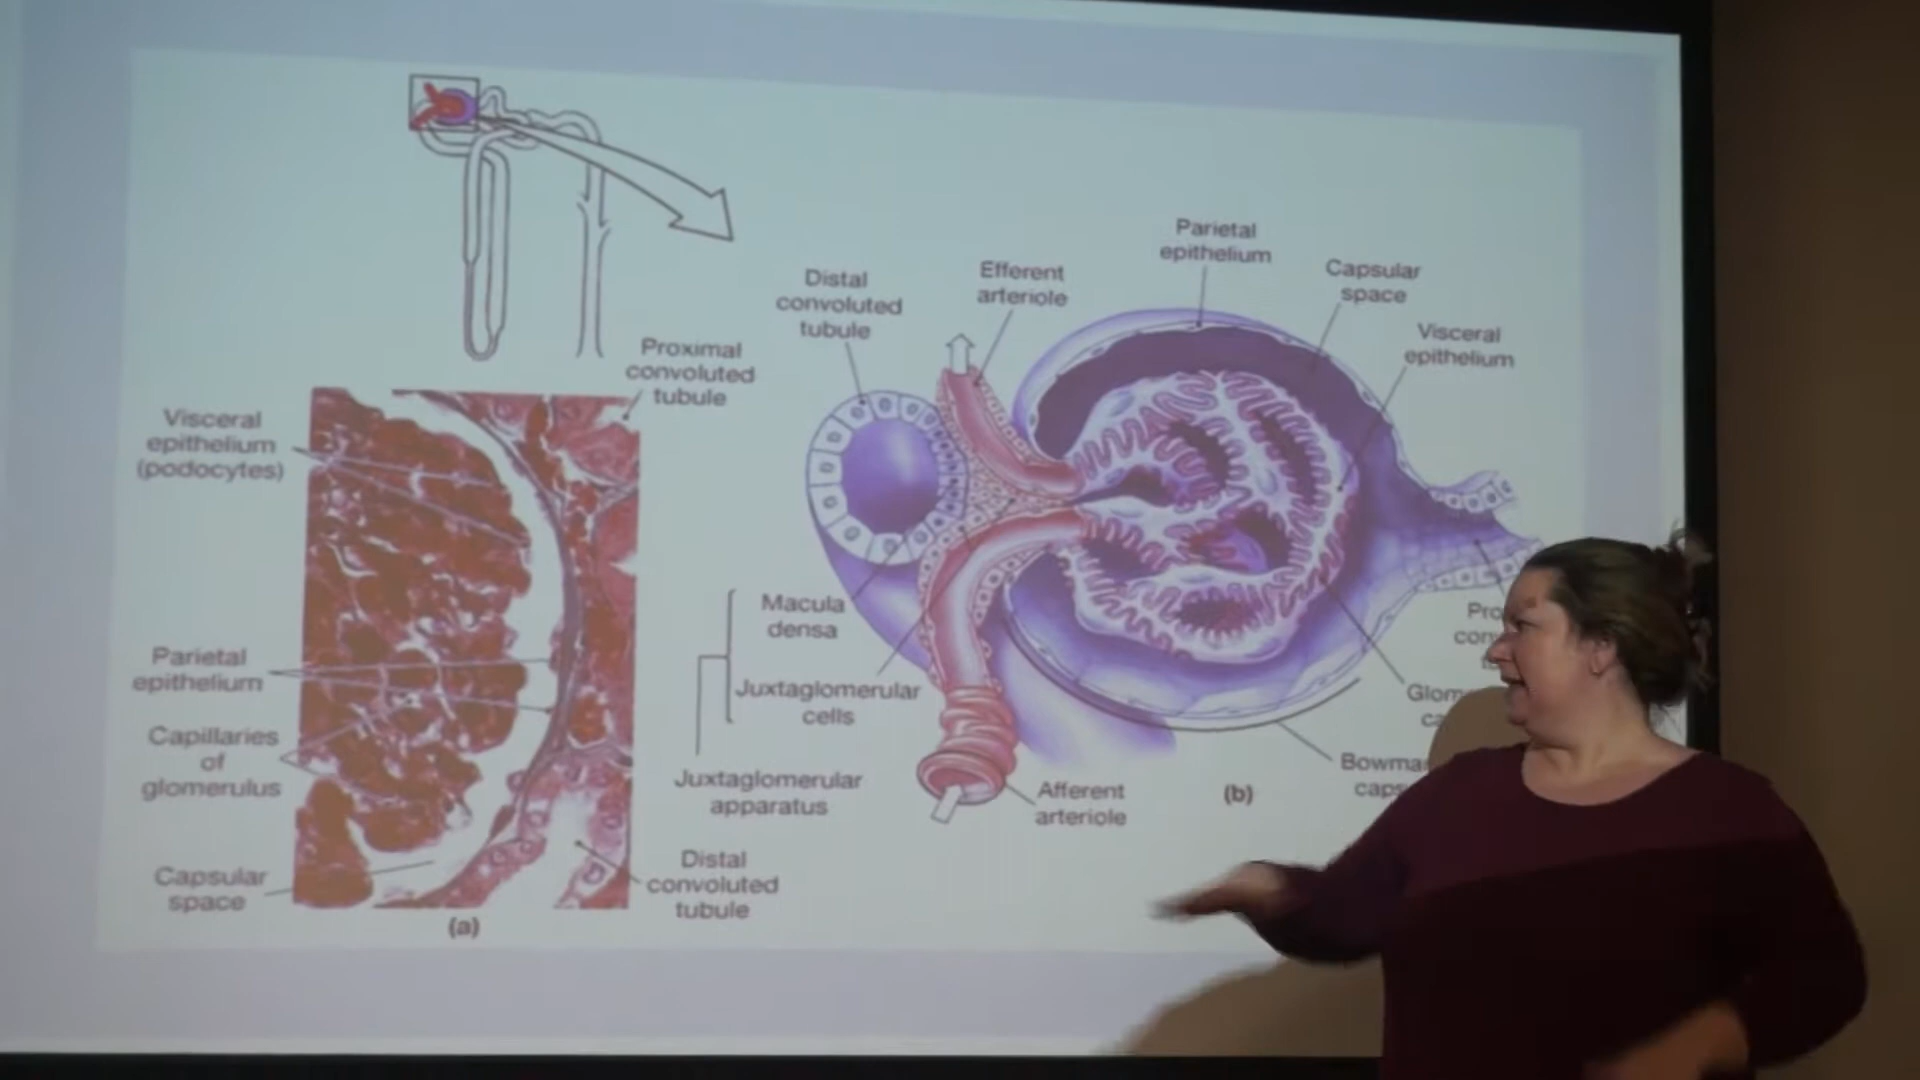 Parietal
epithelium
Distal
convoluted
tubule
Efferent
arteriole
Capsular
space
Visceral
epithelium
Proximal
convoluted
tubule
Visceral
epithelium
(podocytes)
Macula
densa
Parietal
epithelium
Juxtaglomerular
cells
Capillaries
of
glomerulus
Juxtaglomerular
apparatus
Afferent
arteriole
(b)
Capsular
space
Distal
convoluted
tubule
(a)